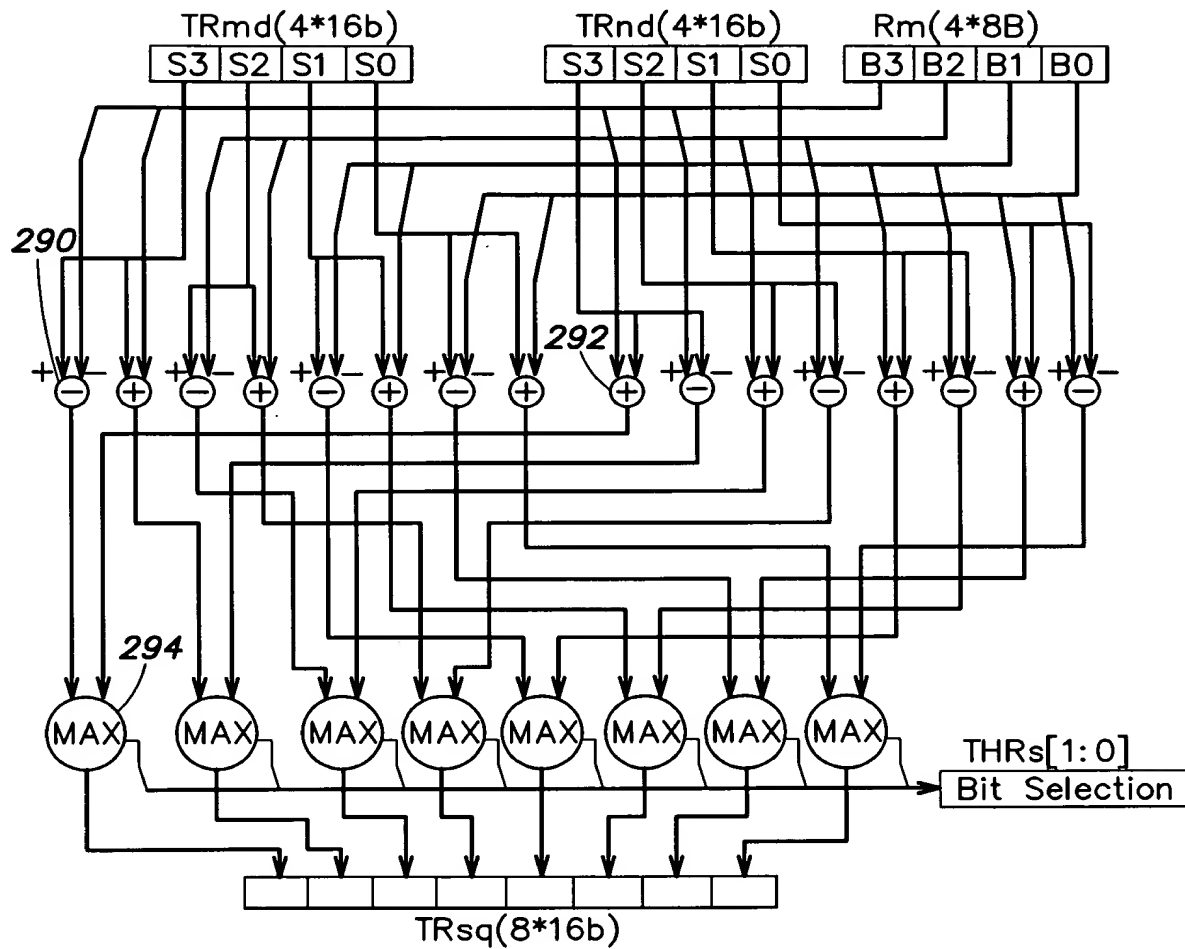 TRmd(4*16b) TRnd(4*16b) Rm(4*8B)
S3 S2 S1 S0 S3 S2 S1 S0 B3 B2 B1 B0
290
292
+ − + − + − + − + − + − + − + −
− + − + − + − + + − + − + − + −
294
MAX MAX MAX MAX MAX MAX MAX MAX
THRs[1:0]
Bit Selection
TRsq(8*16b)